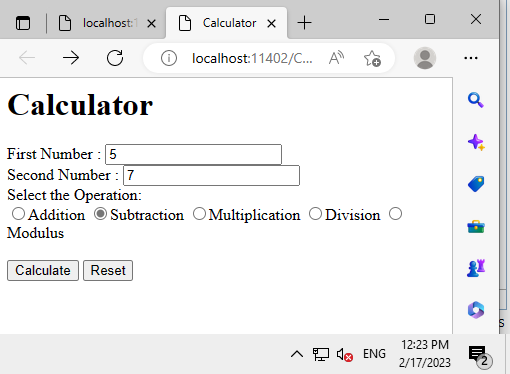 localhost:1
Calculator
localhost:11402/C...
Calculator
First Number : 5
Second Number : 7
Select the Operation:
Addition Subtraction Multiplication Division
Modulus
Calculate Reset
s
ENG
12:23 PM
2/17/2023
2